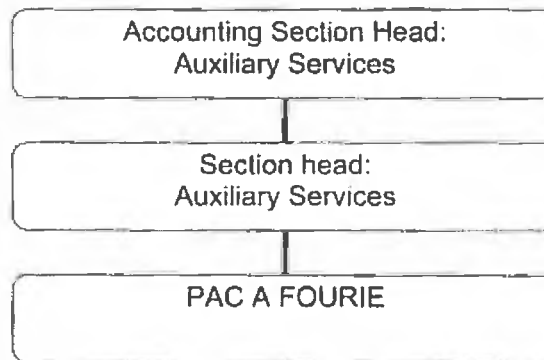 Accounting Section Head:
Auxiliary Services
Section head:
Auxiliary Services
PAC A FOURIE